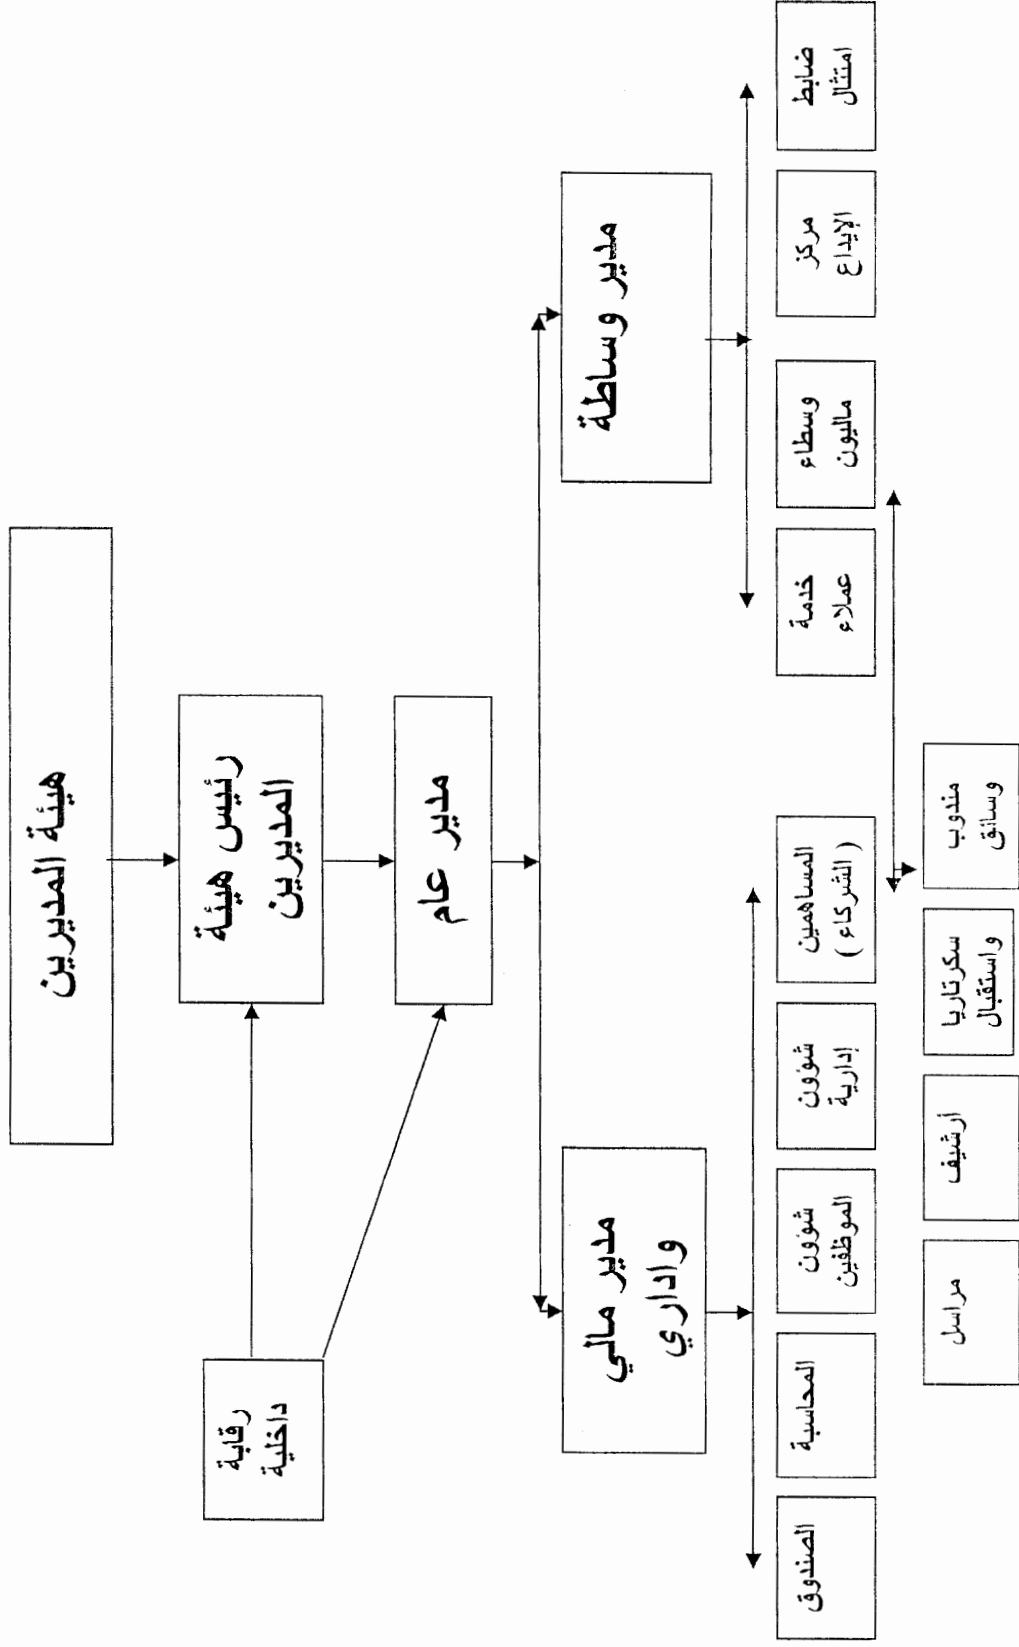 هيئة المديرين
رئيس هيئة
المديرين
رقابة
داخلية
مدير عام
مدير وساطة
مدير مالي
واداري
ضابط
امتثال
مركز
الإيداع
وسطاء
ماليون
خدمة
عملاء
المساهمين
( الشركاء )
شؤون
إدارية
شؤون
الموظفين
المحاسبة
الصندوق
مندوب
وسائق
سكرتاريا
واستقبال
أرشيف
مراسل